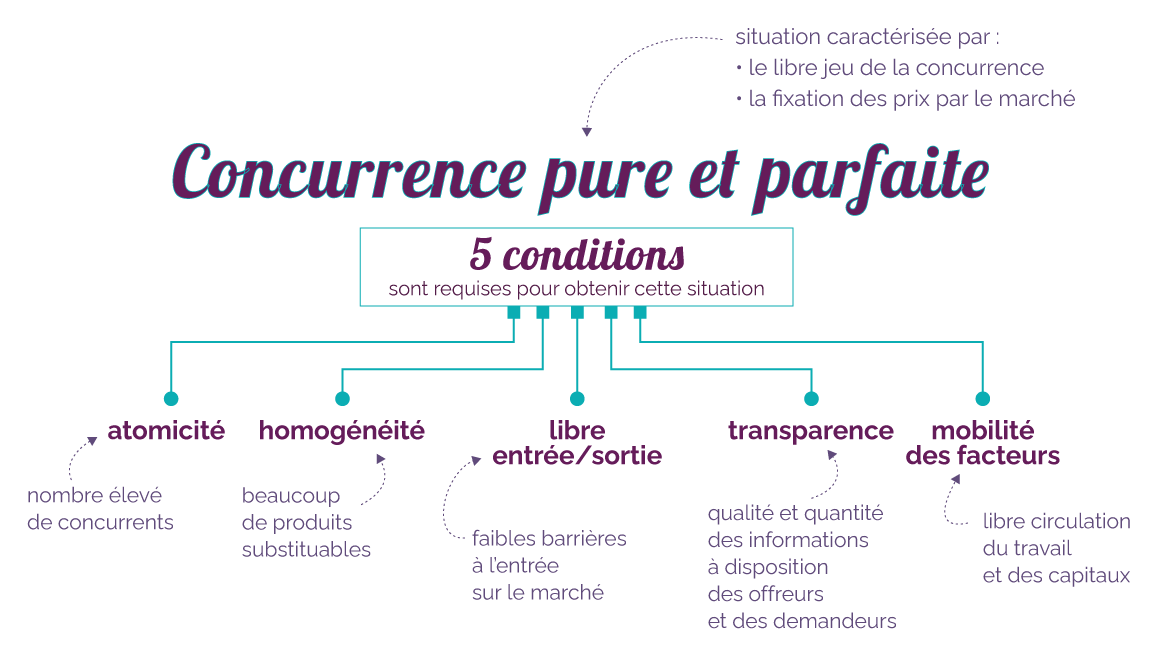 situation caractérisée par :
• le libre jeu de la concurrence
• la fixation des prix par le marché
Concurrence pure et parfaite
5 conditions
sont requises pour obtenir cette situation
atomicité
nombre élevé
de concurrents
homogénéité
beaucoup
de produits
substituables
libre
entrée/sortie
faibles barrières
à l'entrée
sur le marché
transparence
qualité et quantité
des informations
à disposition
des offreurs
et des demandeurs
mobilité
des facteurs
libre circulation
du travail
et des capitaux